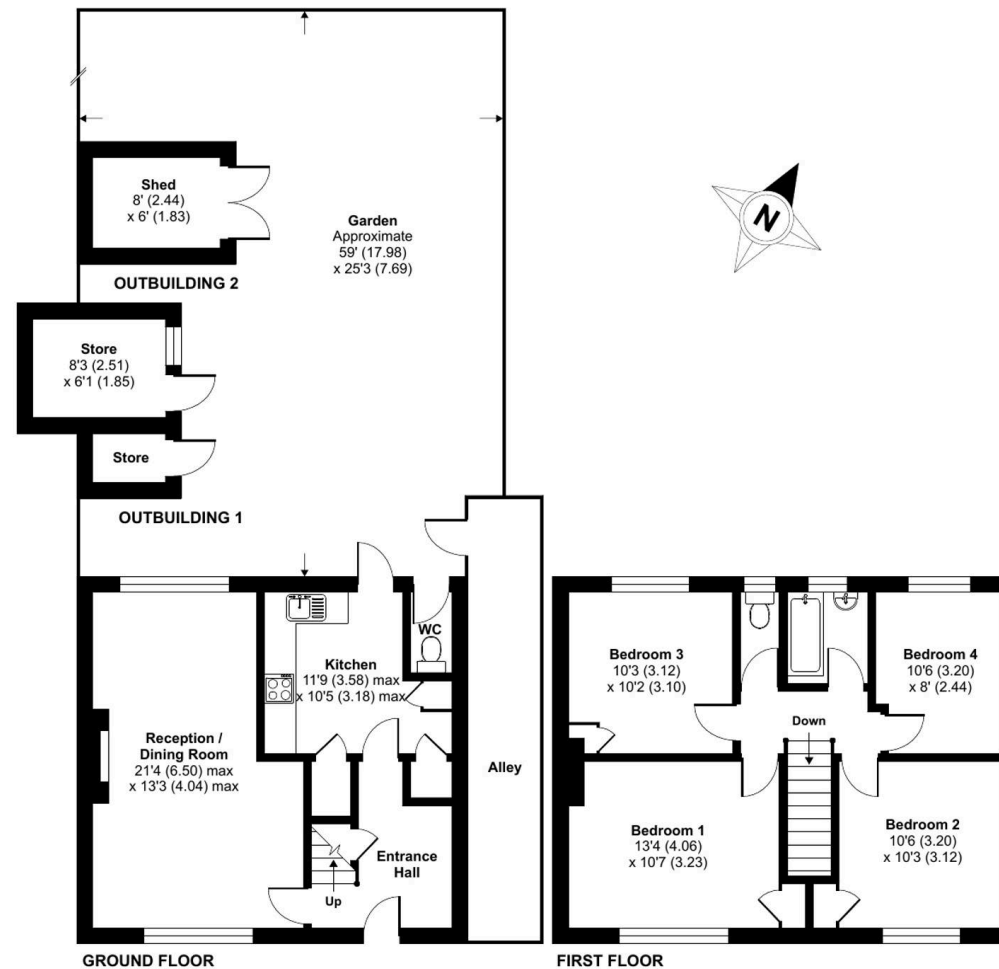 Shed
8' (2.44)
x 6' (1.83)
OUTBUILDING 2
Garden
Approximate
59' (17.98)
x 25'3 (7.69)
N
Store
8'3 (2.51)
x 6'1 (1.85)
Store
OUTBUILDING 1
WC
Kitchen
11'9 (3.58) max
x 10'5 (3.18) max
Reception /
Dining Room
21'4 (6.50) max
x 13'3 (4.04) max
Entrance
Hall
Up
Alley
GROUND FLOOR
Bedroom 3
10'3 (3.12)
x 10'2 (3.10)
Bedroom 4
10'6 (3.20)
x 8' (2.44)
Down
Bedroom 1
13'4 (4.06)
x 10'7 (3.23)
Bedroom 2
10'6 (3.20)
x 10'3 (3.12)
FIRST FLOOR